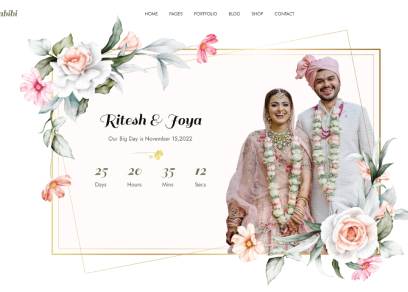 HOME PAGES PORTFOLIO BLOG SHOP CONTACT
Ritesh & Joya
Our Big Day is November 15,2022
25 20 35 12
Days Hours Mins Secs